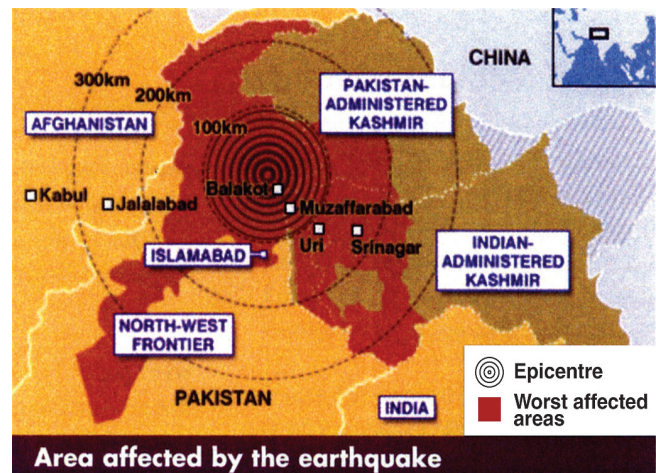 CHINA
300km
200km
100km
PAKISTAN-
ADMINISTERED
KASHMIR
AFGHANISTAN
Kabul
Jalalabad
Balakot
Muzaffarabad
Uri
Srinagar
ISLAMABAD
INDIAN-
ADMINISTERED
KASHMIR
NORTH-WEST
FRONTIER
PAKISTAN
INDIA
Epicentre
Worst affected
areas
Area affected by the earthquake